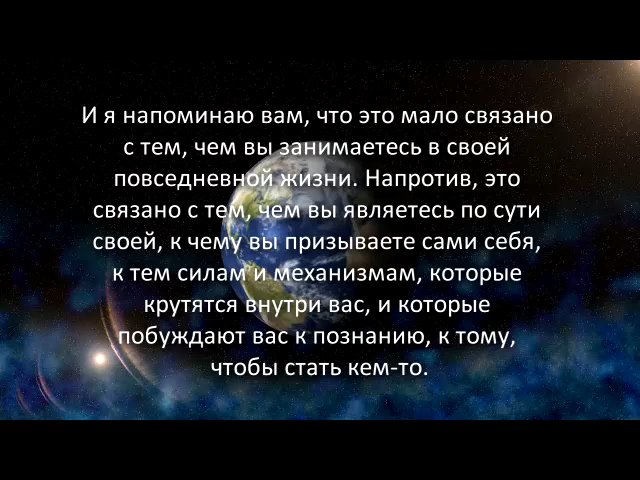 И я напоминаю вам, что это мало связано
с тем, чем вы занимаетесь в своей
повседневной жизни. Напротив, это
связано с тем, чем вы являетесь по сути
своей, к чему вы призываете сами себя,
к тем силам и механизмам, которые
крутятся внутри вас, и которые
побуждают вас к познанию, к тому,
чтобы стать кем-то.